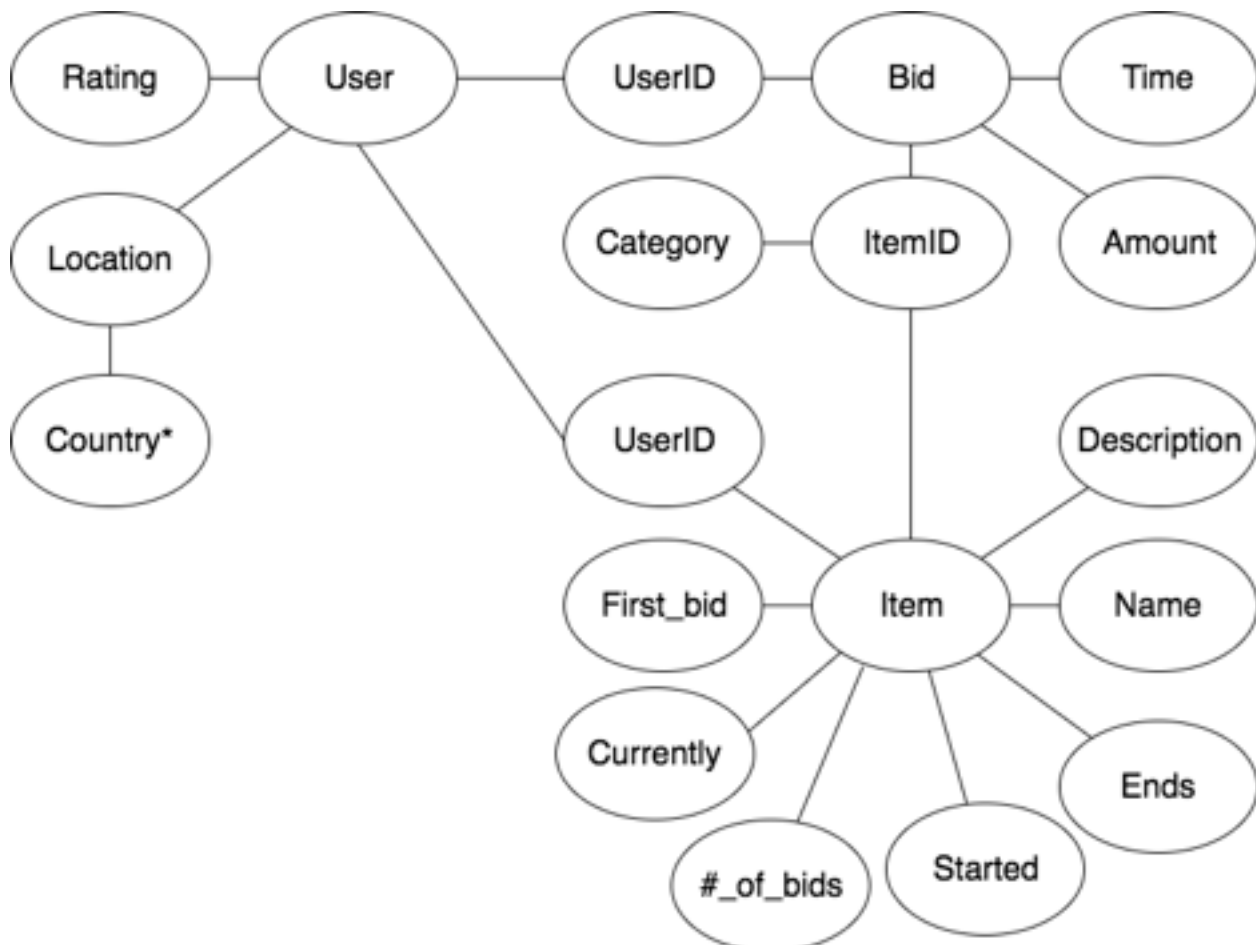 Rating
User
UserID
Bid
Time
Location
Category
ItemID
Amount
Country*
UserID
Description
First_bid
Item
Name
Currently
Ends
#_of_bids
Started